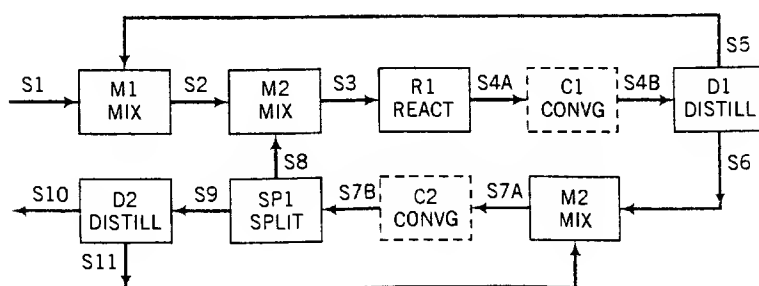 S5
S1
M1
MIX
S2
M2
MIX
S3
R1
REACT
S4A
C1
CONVG
S4B
D1
DISTILL
S8
S6
S10
D2
DISTILL
S9
SP1
SPLIT
S7B
C2
CONVG
S7A
M2
MIX
S11